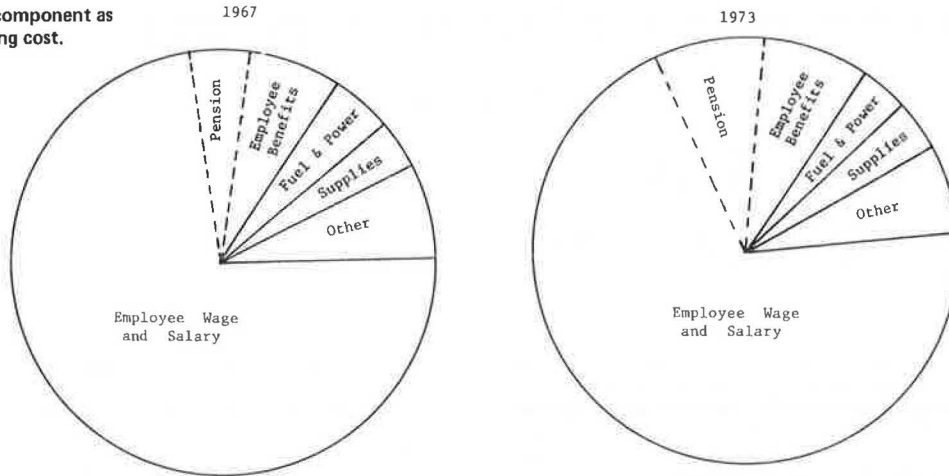 component as
ng cost.
1967
Pension
Employee
Benefits
Fuel & Power
Supplies
Other
Employee Wage
and Salary
1973
Pension
Employee
Benefits
Fuel & Power
Supplies
Other
Employee Wage
and Salary